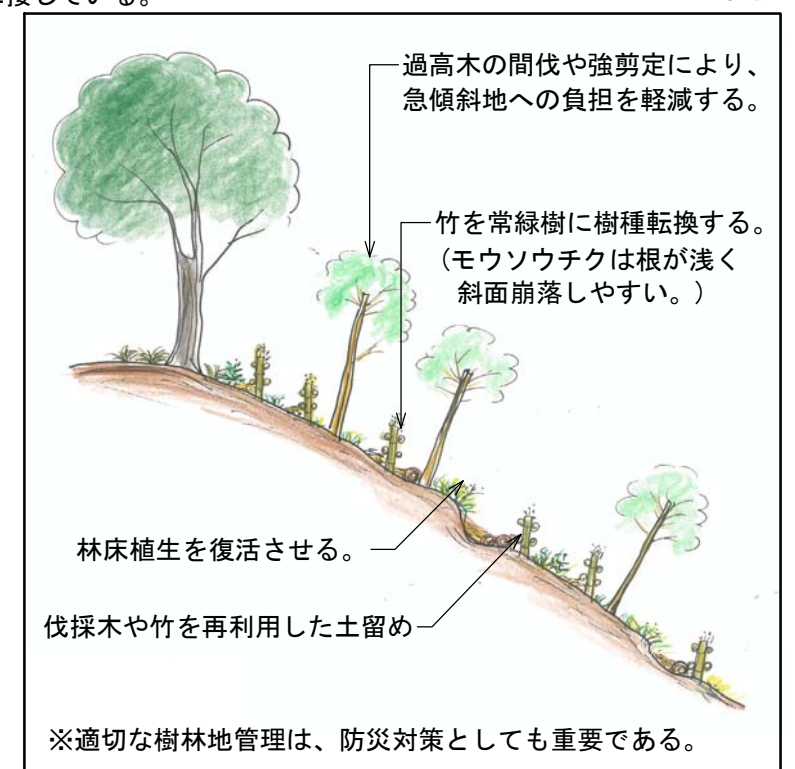 接している。
過高木の間伐や強剪定により、
急傾斜地への負担を軽減する。
竹を常緑樹に樹種転換する。
（モウソウチクは根が浅く
斜面崩落しやすい。）
林床植生を復活させる。
伐採木や竹を再利用した土留め
※適切な樹林地管理は、防災対策としても重要である。